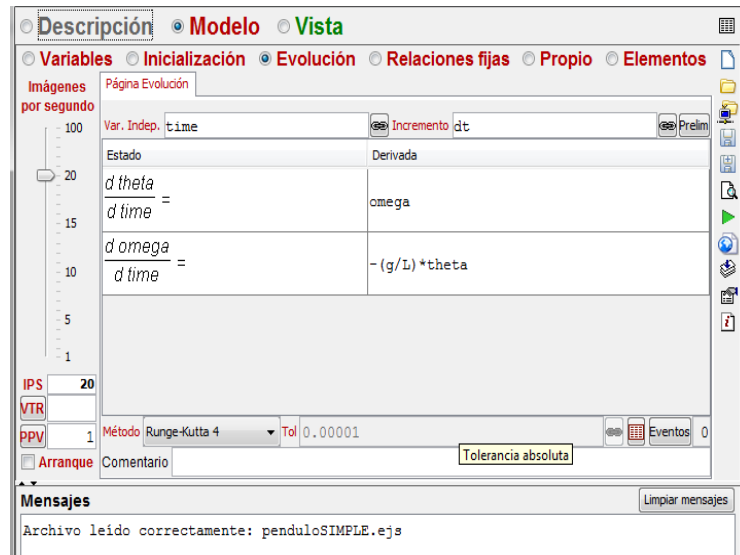 Descripción Modelo Vista
Variables Inicialización Evolución Relaciones fijas Propio Elementos
Imágenes
por segundo
Página Evolución
Var. Indep. time Incremento dt Prelim
Estado Derivada
d theta
d time
= omega
d omega
d time
= -(g/L)*theta
100
20
15
10
5
1
IPS 20
VTR
PPV 1
Arranque
Método Runge-Kutta 4 Tol 0.00001 Eventos 0
Tolerancia absoluta
Comentario
Mensajes Limpiar mensajes
Archivo leído correctamente: penduloSIMPLE.ejs